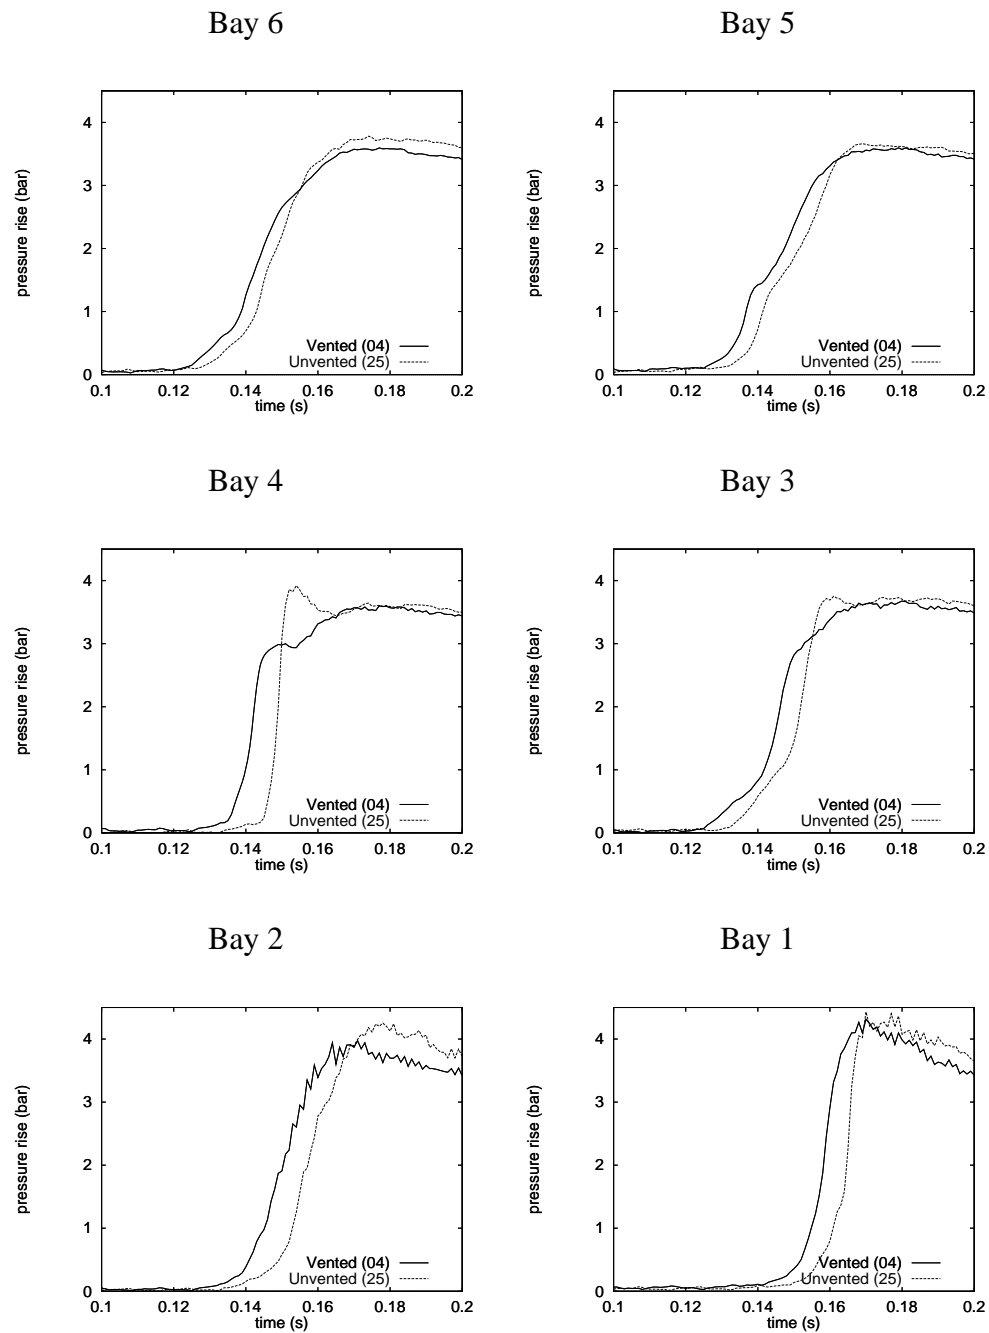 Bay 6
Bay 5
pressure rise (bar)
4
3
2
1
0
Vented (04)
Unvented (25)
0.1 0.12 0.14 0.16 0.18 0.2
time (s)
pressure rise (bar)
4
3
2
1
0
Vented (04)
Unvented (25)
0.1 0.12 0.14 0.16 0.18 0.2
time (s)
Bay 4
Bay 3
pressure rise (bar)
4
3
2
1
0
Vented (04)
Unvented (25)
0.1 0.12 0.14 0.16 0.18 0.2
time (s)
pressure rise (bar)
4
3
2
1
0
Vented (04)
Unvented (25)
0.1 0.12 0.14 0.16 0.18 0.2
time (s)
Bay 2
Bay 1
pressure rise (bar)
4
3
2
1
0
Vented (04)
Unvented (25)
0.1 0.12 0.14 0.16 0.18 0.2
time (s)
pressure rise (bar)
4
3
2
1
0
Vented (04)
Unvented (25)
0.1 0.12 0.14 0.16 0.18 0.2
time (s)